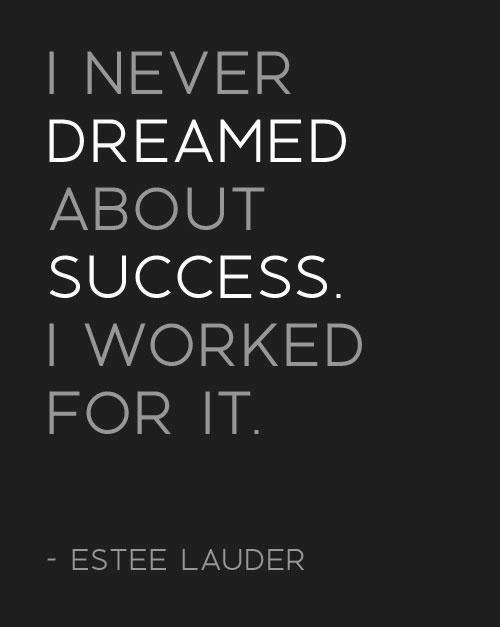 I NEVER
DREAMED
ABOUT
SUCCESS.
I WORKED
FOR IT.
- ESTEE LAUDER